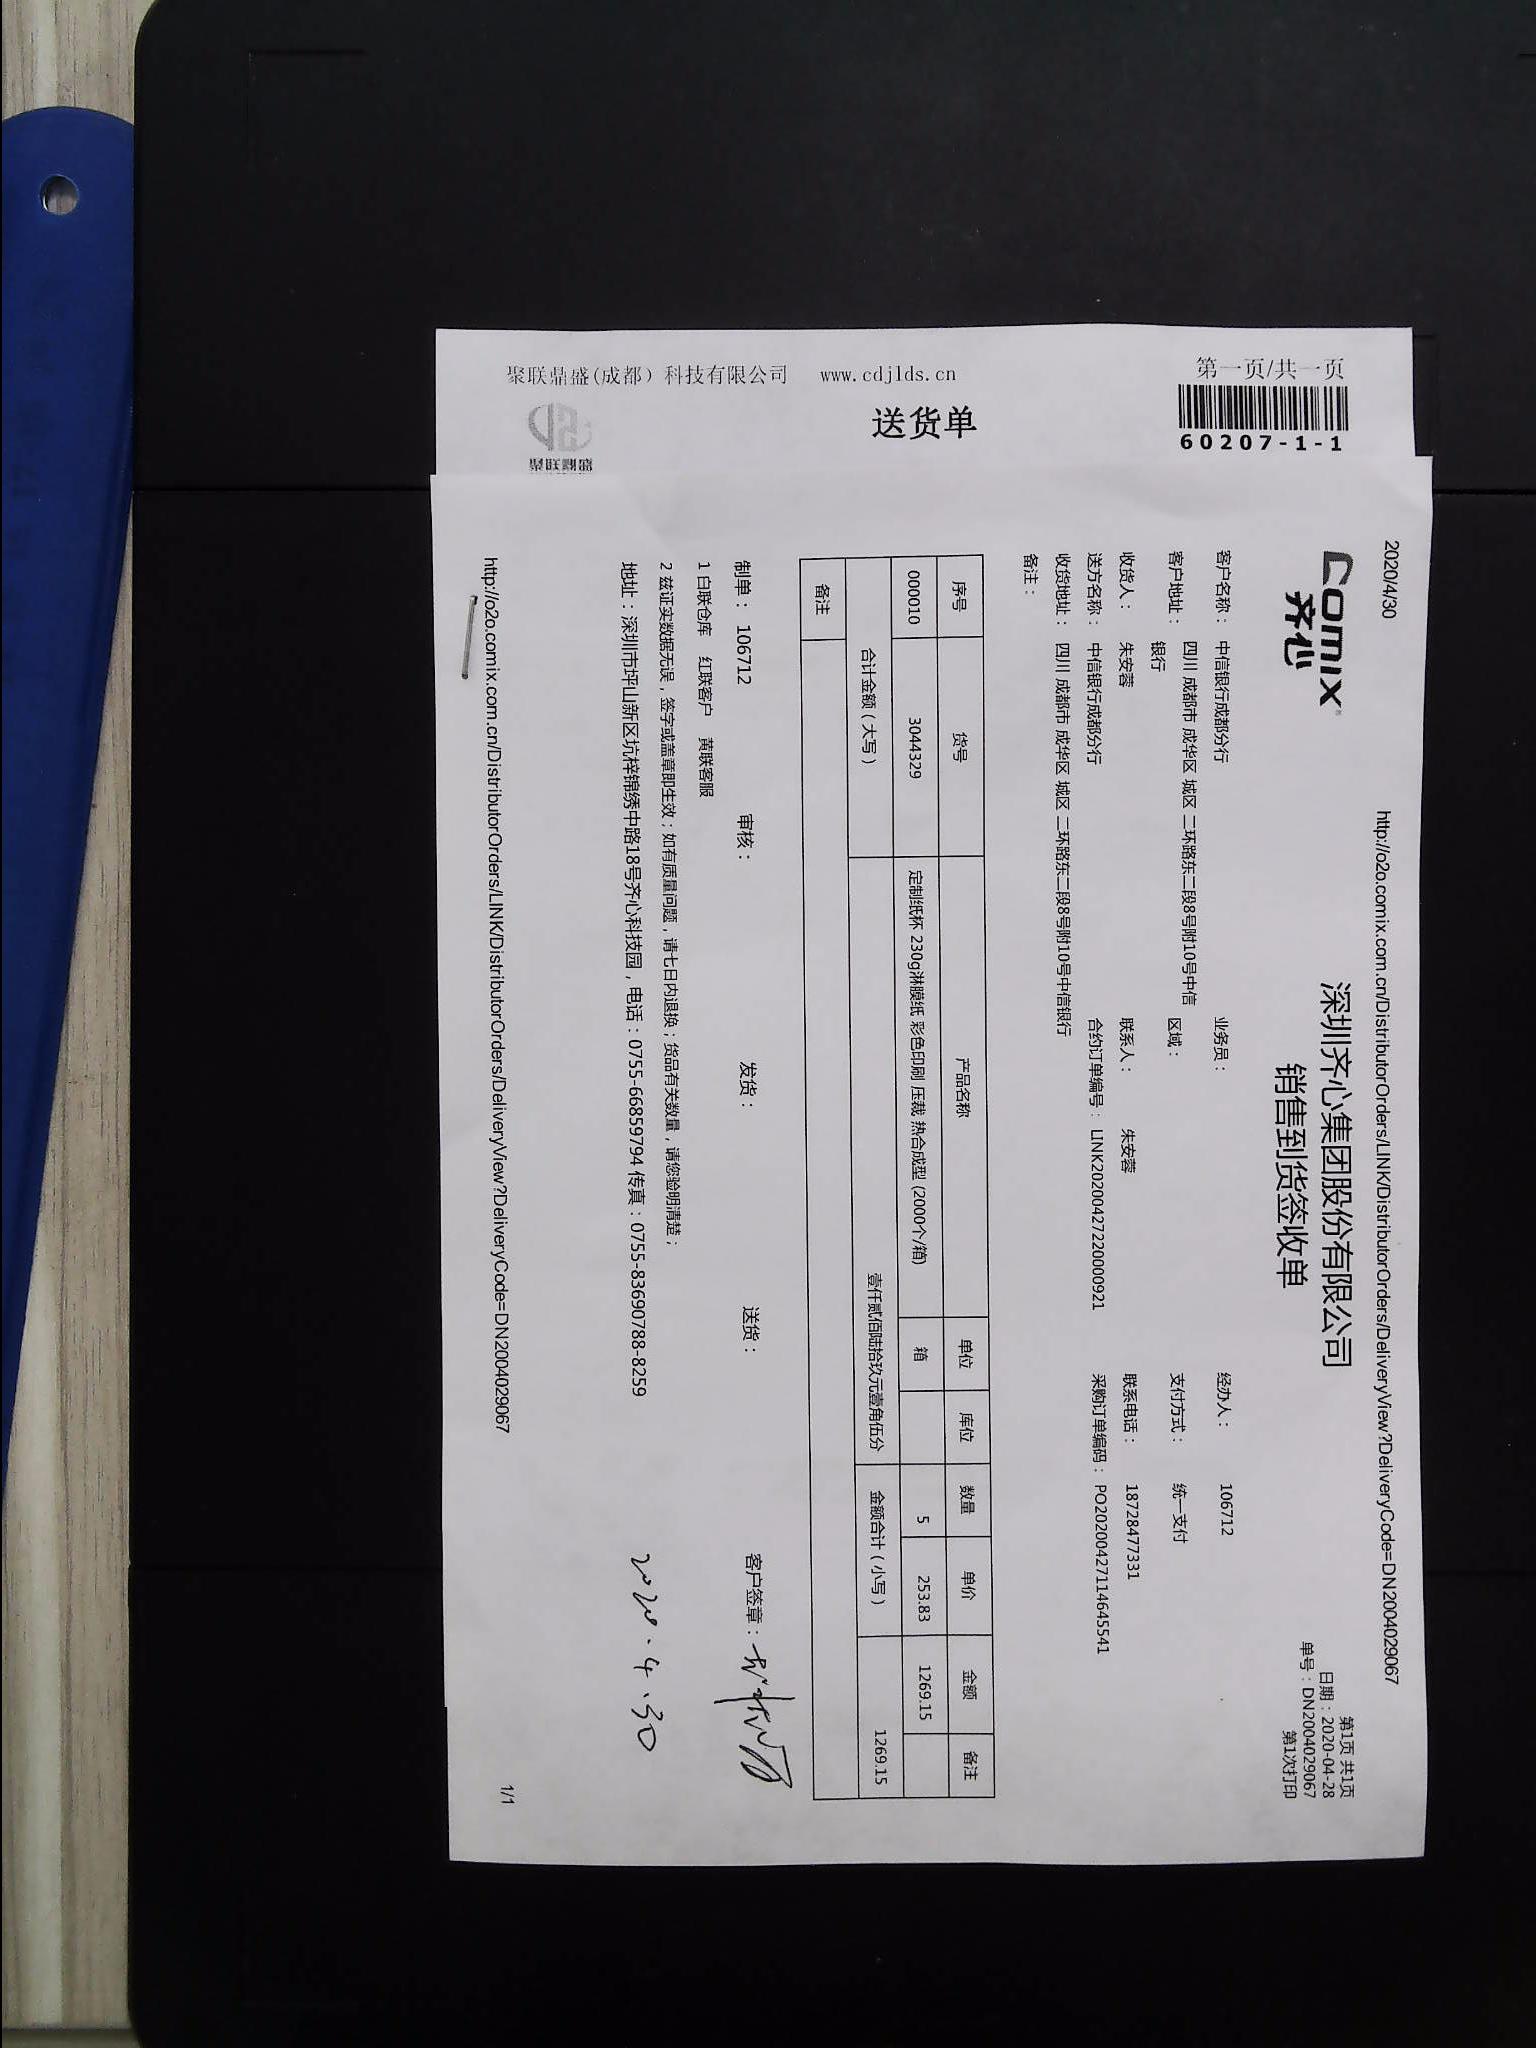 聚联鼎盛(成都）科技有限公司 www.cdjlds.cn
第一页/共一页
送货单
60207-1-1
2020/4/30
http://o2o.comix.com.cn/DistributorOrders/LINK/DistributorOrders/DeliveryView?DeliveryCode=DN2004029067
COMIX
齐心
深圳齐心集团股份有限公司
销售到货签收单
第1页 共1页
日期：2020-04-28
单号：DN2004029067
第1次打印
客户名称： 中信银行成都分行 业务员： 经办人： 106712
客户地址： 四川 成都市 成华区 城区 二环路东二段8号附10号中信 区域： 支付方式： 统一支付
银行
收货人： 朱安蓉 联系人： 朱安蓉 联系电话： 18728477331
送方名称： 中信银行成都分行 合约订单编号： LINK20200427220000921 采购订单编码： PO2020042711464554​1
收货地址： 四川 成都市 成华区 城区 二环路东二段8号附10号中信银行
备注：
序号 货号 产品名称 单位 库位 数量 单价 金额 备注
000010 3044329 定制纸杯 230g淋膜纸 彩色印刷 压裁 热合成型 (2000个/箱) 箱 5 253.83 1269.15
合计金额（大写） 壹仟贰佰陆拾玖元壹角伍分 金额合计（小写） 1269.15
备注
制单： 106712 审核： 发货： 送货： 客户签章：
1 白联仓库 红联客户 黄联客服
2 兹证实数据无误，签字或盖章即生效；如有质量问题，请七日内退换；货品有关数量，请您验明清楚；
地址：深圳市坪山新区坑梓锦绣中路18号齐心科技园，电话：0755-66859794 传真：0755-83690788-8259
2020.4.30
http://o2o.comix.com.cn/DistributorOrders/LINK/DistributorOrders/DeliveryView?DeliveryCode=DN2004029067
1/1